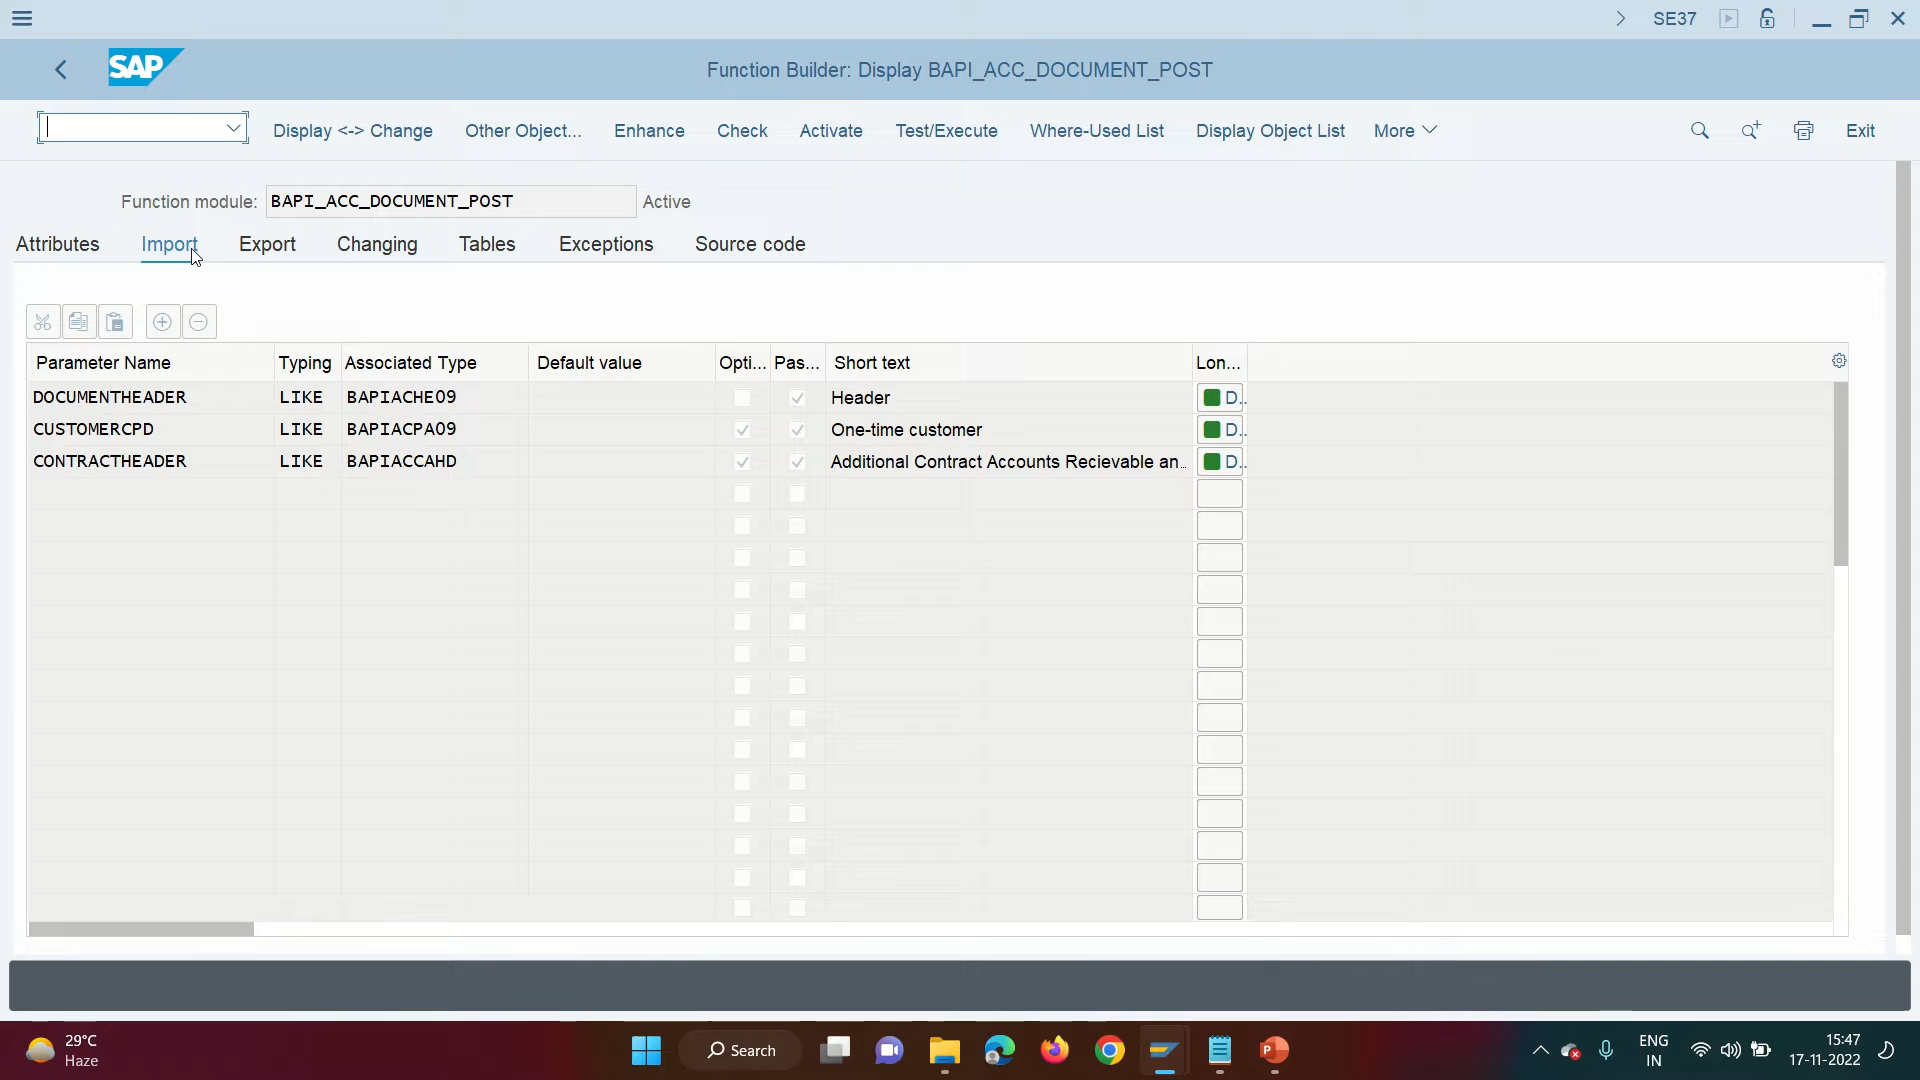 SE37
SAP
Function Builder: Display BAPI_ACC_DOCUMENT_POST
Display <-> Change Other Object... Enhance Check Activate Test/Execute Where-Used List Display Object List More Exit
Function module: BAPI_ACC_DOCUMENT_POST Active
Attributes Import Export Changing Tables Exceptions Source code
Parameter Name Typing Associated Type Default value Opti... Pas... Short text Lon...
DOCUMENTHEADER LIKE BAPIACHE09 Header D..
CUSTOMERCPD LIKE BAPIACPA09 One-time customer D..
CONTRACTHEADER LIKE BAPIACCAHD Additional Contract Accounts Recievable an... D..
29°C
Haze
Search
ENG
IN
15:47
17-11-2022